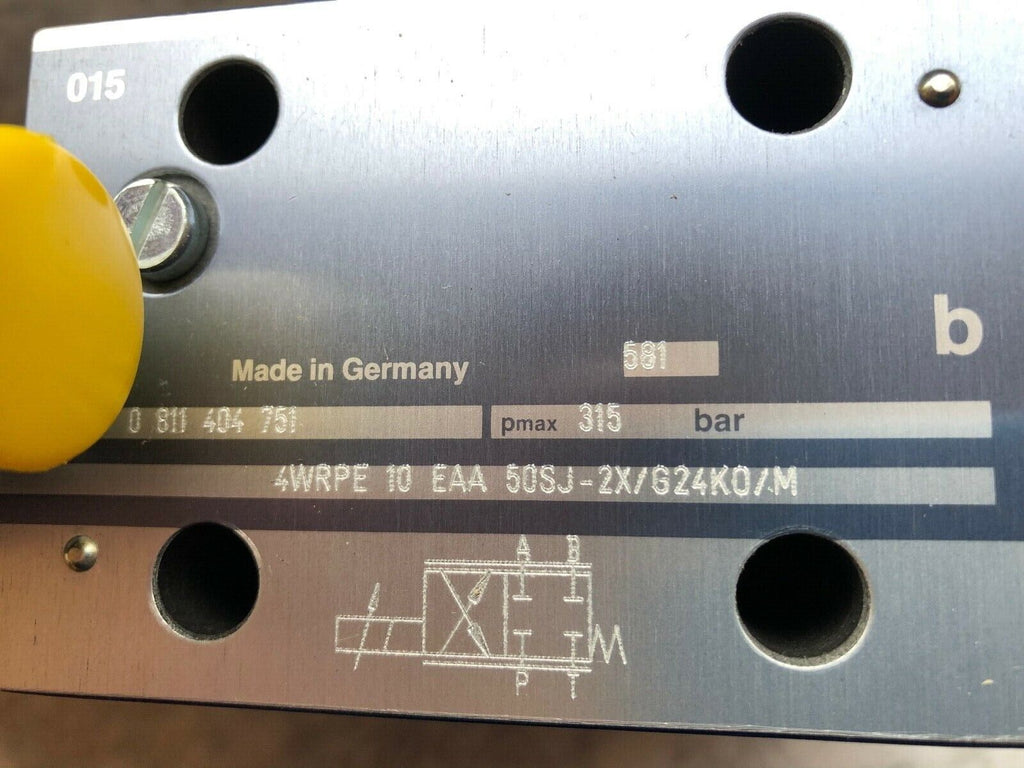 015
b
581
Made in Germany
0 811 404 751
pmax 315 bar
4WRPE 10 EAA 50SJ-2X/G24K0/M
A B
P T